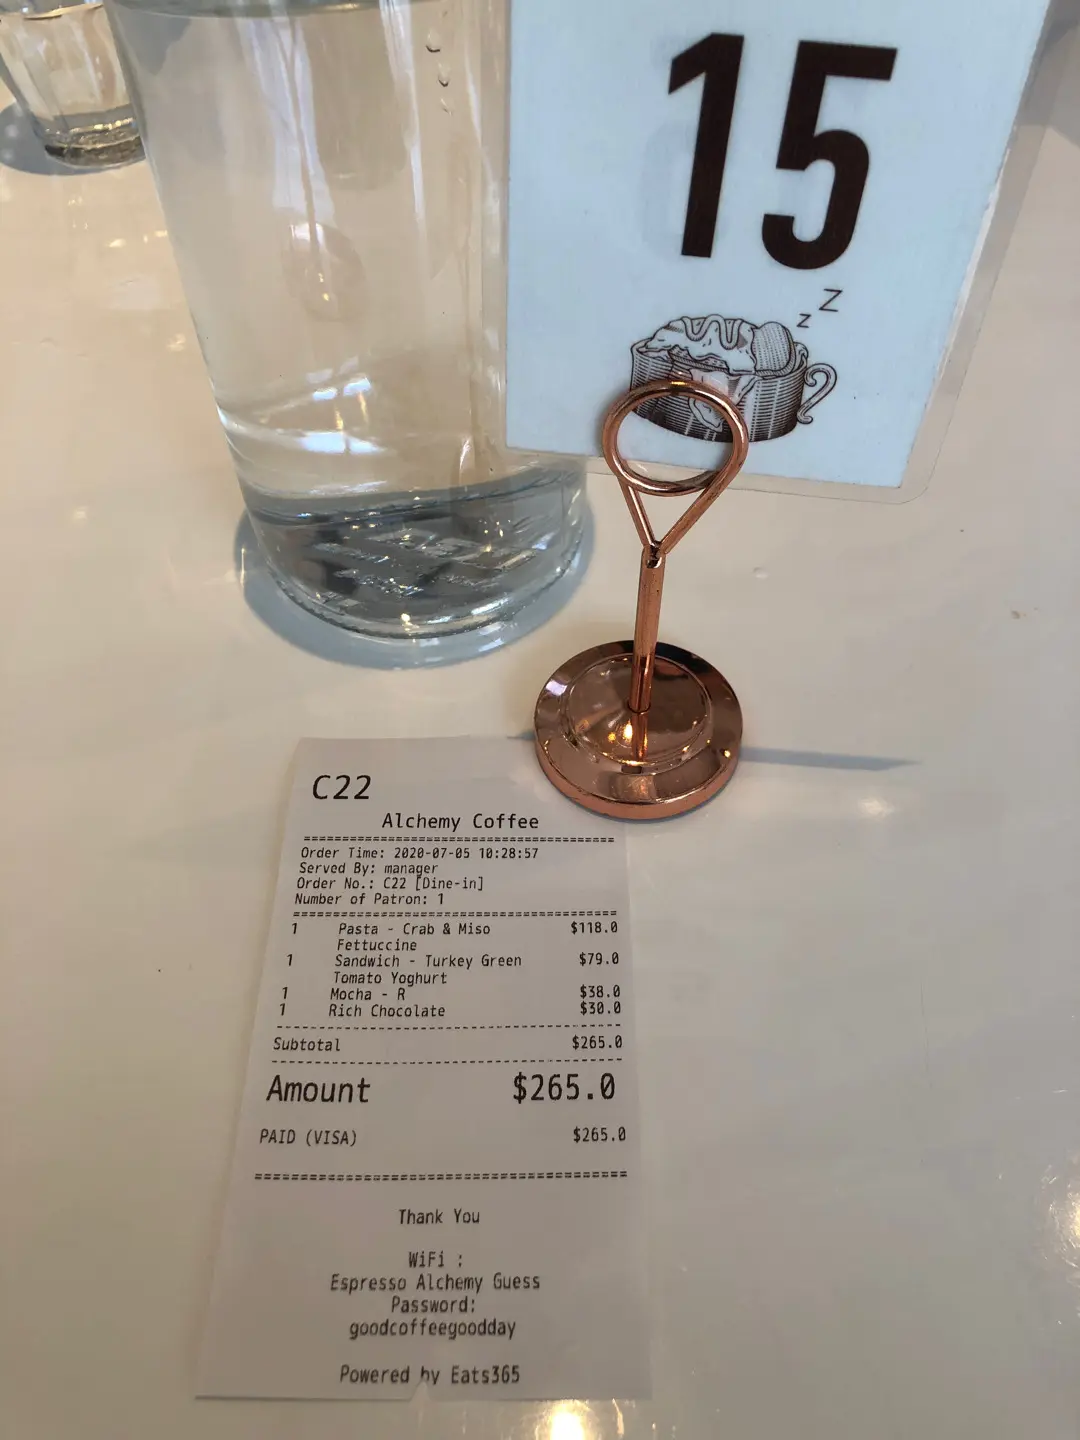 15
z
Z
C22
Alchemy Coffee
Order Time: 2020-07-05 10:28:57
Served By: manager
Order No.: C22 [Dine-in]
Number of Patron: 1
1 Pasta - Crab & Miso $118.0
Fettuccine
1 Sandwich - Turkey Green $79.0
Tomato Yoghurt
1 Mocha - R $38.0
1 Rich Chocolate $30.0
Subtotal $265.0
Amount $265.0
PAID (VISA) $265.0
Thank You
WiFi :
Espresso Alchemy Guess
Password:
goodcoffeegoodday
Powered by Eats365